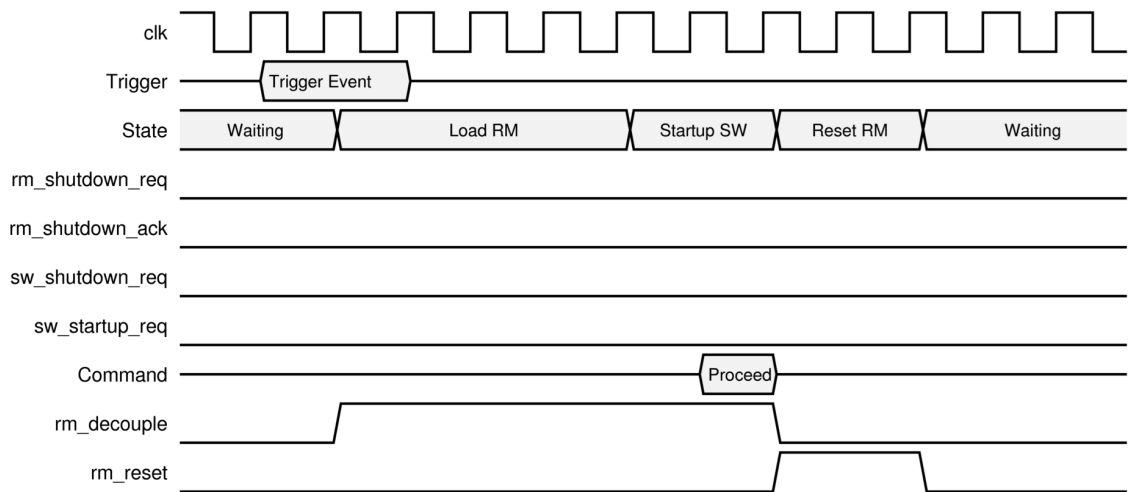 clk
Trigger Trigger Event
State Waiting Load RM Startup SW Reset RM Waiting
rm_shutdown_req
rm_shutdown_ack
sw_shutdown_req
sw_startup_req
Command Proceed
rm_decouple
rm_reset